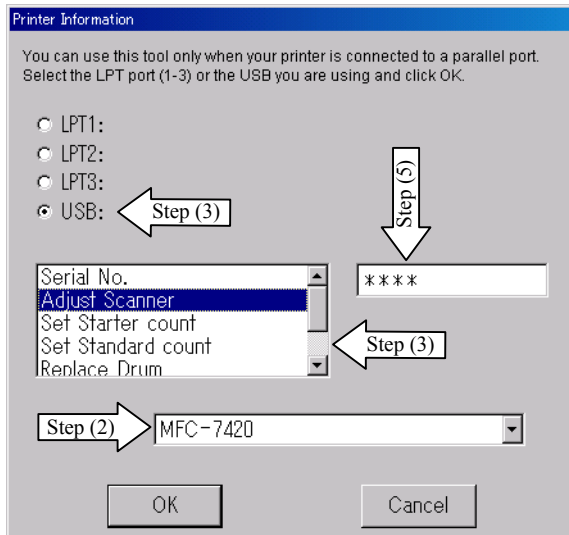 Printer Information
You can use this tool only when your printer is connected to a parallel port.
Select the LPT port (1-3) or the USB you are using and click OK.
LPT1:
LPT2:
LPT3:
USB:
Step (3)
Step (5)
Serial No.
Adjust Scanner
Set Starter count
Set Standard count
Replace Drum
****
Step (3)
Step (2)
MFC-7420
OK
Cancel